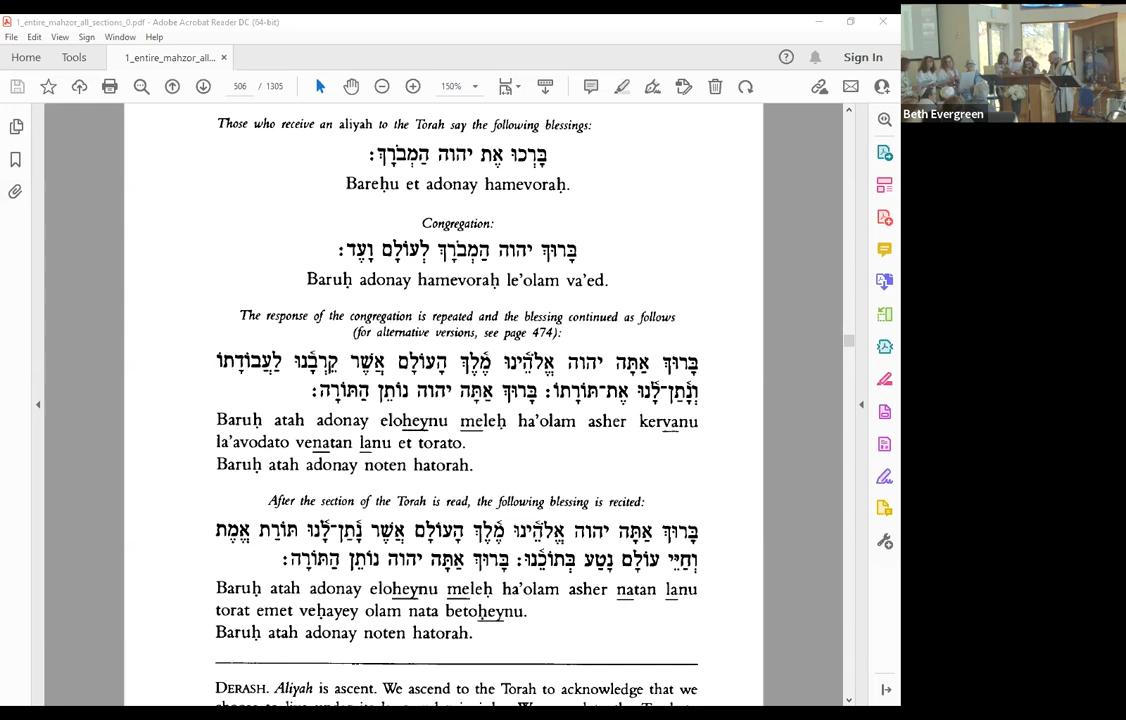 1_entire_mahzor_all_sections_0.pdf - Adobe Acrobat Reader DC (64-bit)
File Edit View Sign Window Help
Home Tools 1_entire_mahzor_all... × Sign In
506 / 1305 150%
Beth Evergreen
Those who receive an aliyah to the Torah say the following blessings:
בָּרְכוּ אֶת יהוה הַמְבֹרָךְ:
Bareḥu et adonay hamevoraḥ.
Congregation:
בָּרוּךְ יהוה הַמְבֹרָךְ לְעוֹלָם וָעֶד:
Baruḥ adonay hamevoraḥ le'olam va'ed.
The response of the congregation is repeated and the blessing continued as follows
(for alternative versions, see page 474):
בָּרוּךְ אַתָּה יהוה אֱלֹהֵינוּ מֶלֶךְ הָעוֹלָם אֲשֶׁר קֵרְבָנוּ לַעֲבוֹדָתוֹ
וְנָתַן־לָנוּ אֶת־תּוֹרָתוֹ: בָּרוּךְ אַתָּה יהוה נוֹתֵן הַתּוֹרָה:
Baruḥ atah adonay eloheynu meleḥ ha'olam asher kervanu
la'avodato venatan lanu et torato.
Baruḥ atah adonay noten hatorah.
After the section of the Torah is read, the following blessing is recited:
בָּרוּךְ אַתָּה יהוה אֱלֹהֵינוּ מֶלֶךְ הָעוֹלָם אֲשֶׁר נָתַן־לָנוּ תּוֹרַת אֱמֶת
וְחַיֵּי עוֹלָם נָטַע בְּתוֹכֵנוּ: בָּרוּךְ אַתָּה יהוה נוֹתֵן הַתּוֹרָה:
Baruḥ atah adonay eloheynu meleḥ ha'olam asher natan lanu
torat emet veḥayey olam nata betoḥeynu.
Baruḥ atah adonay noten hatorah.
DERASH. Aliyah is ascent. We ascend to the Torah to acknowledge that we